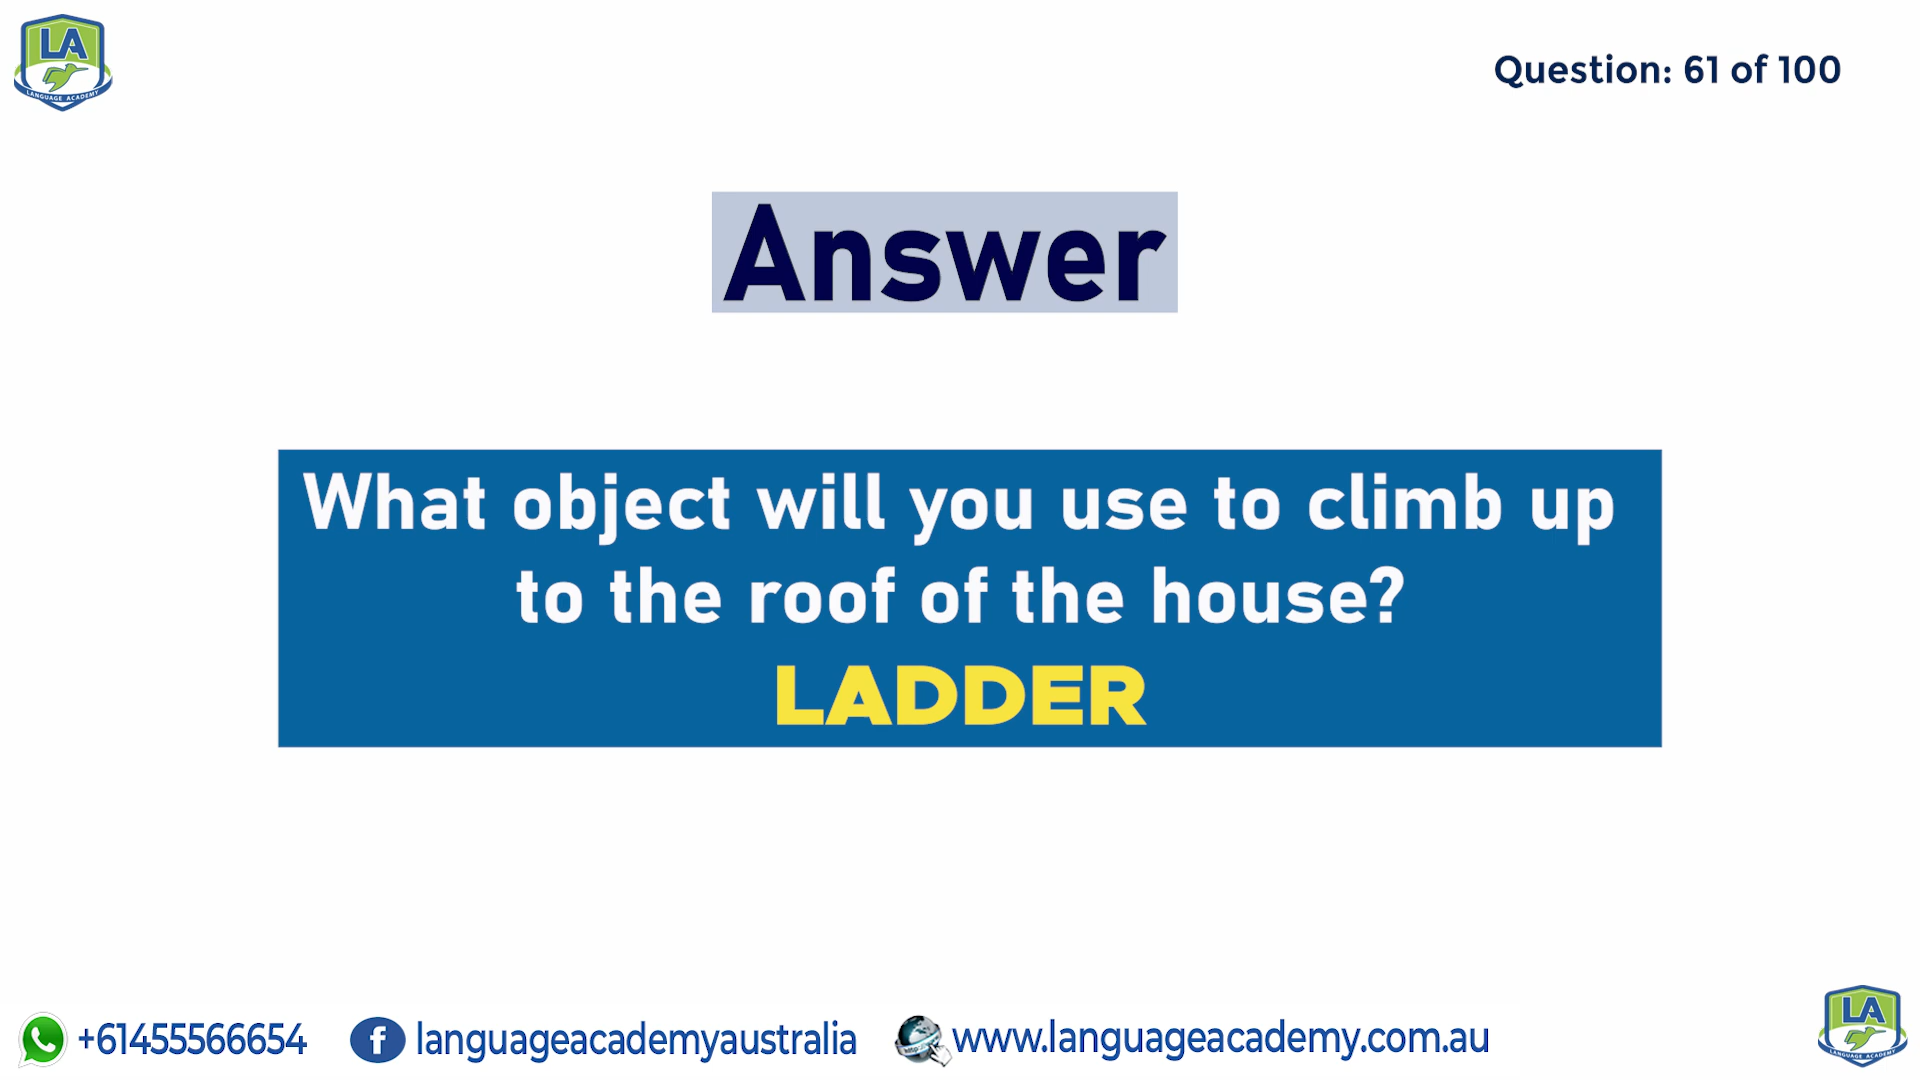 LA
LANGUAGE ACADEMY
Question: 61 of 100
Answer
What object will you use to climb up
to the roof of the house?
LADDER
+61455566654
f languageacademyaustralia
www.languageacademy.com.au
LA
LANGUAGE ACADEMY